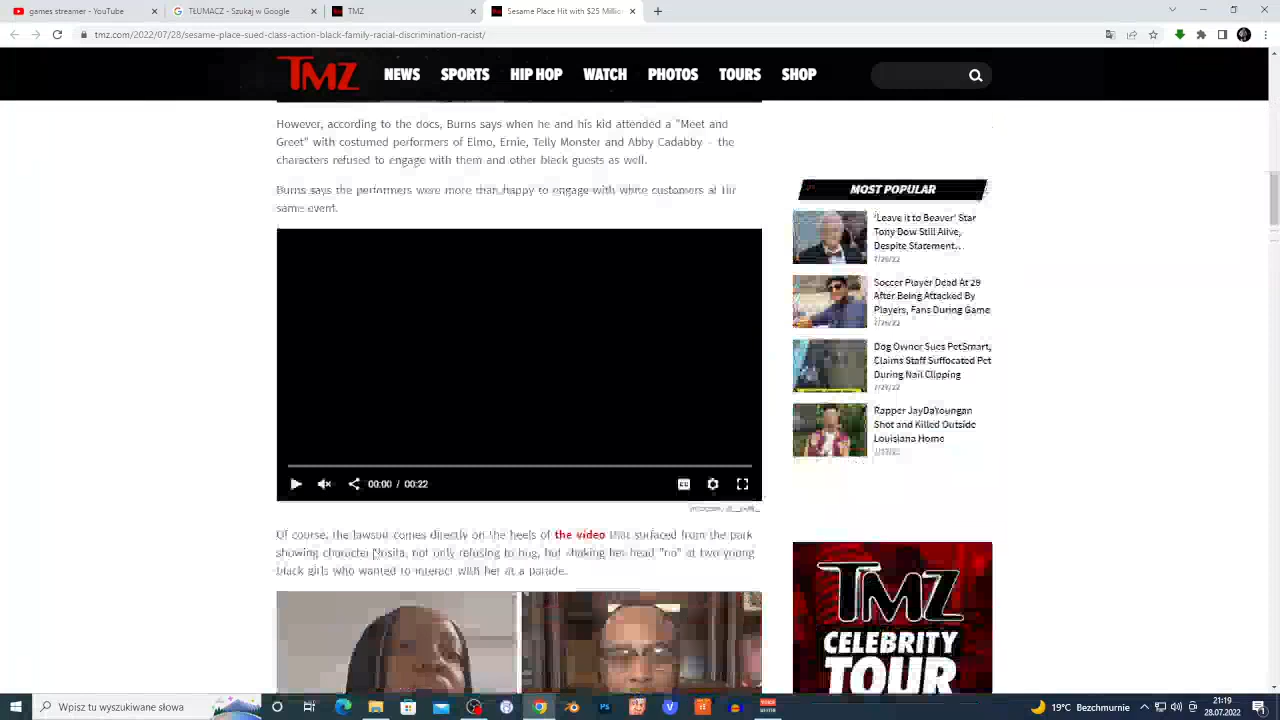 games streamer - YouTube
TŁUMACZ - Szukaj w Google
TMZ
Sesame Place Hit with $25 Millio
tmz.com/2022/07/28/sesame-place-sued-class-action-black-family-racial-discrimination-racist/
TMZ
NEWS SPORTS HIP HOP WATCH PHOTOS TOURS SHOP
However, according to the docs, Burns says when he and his kid attended a "Meet and
Greet" with costumed performers of Elmo, Ernie, Telly Monster and Abby Cadabby - the
characters refused to engage with them and other black guests as well.
Burns says the performers were more than happy to engage with white customers at the
same event.
00:00 / 00:22
Of course, the lawsuit comes directly on the heels of the video that surfaced from the park
showing character Rosita, not only refusing to hug, but shaking her head "no" at two young
black girls who wanted to interact with her at a parade.
MOST POPULAR
'Leave it to Beaver' Star
Tony Dow Still Alive,
Despite Statement...
Soccer Player Dead At 29
After Being Attacked By
Players, Fans During Game
Dog Owner Sues PetSmart,
Claims Staff Suffocated Pet
During Nail Clipping
Rapper JayDaYoungan
Shot and Killed Outside
Louisiana Home
TMZ
CELEBRITY
TOUR
Wpisz tu wyszukiwane słowa
19°C Bezchmurnie
21:19
28.07.2022